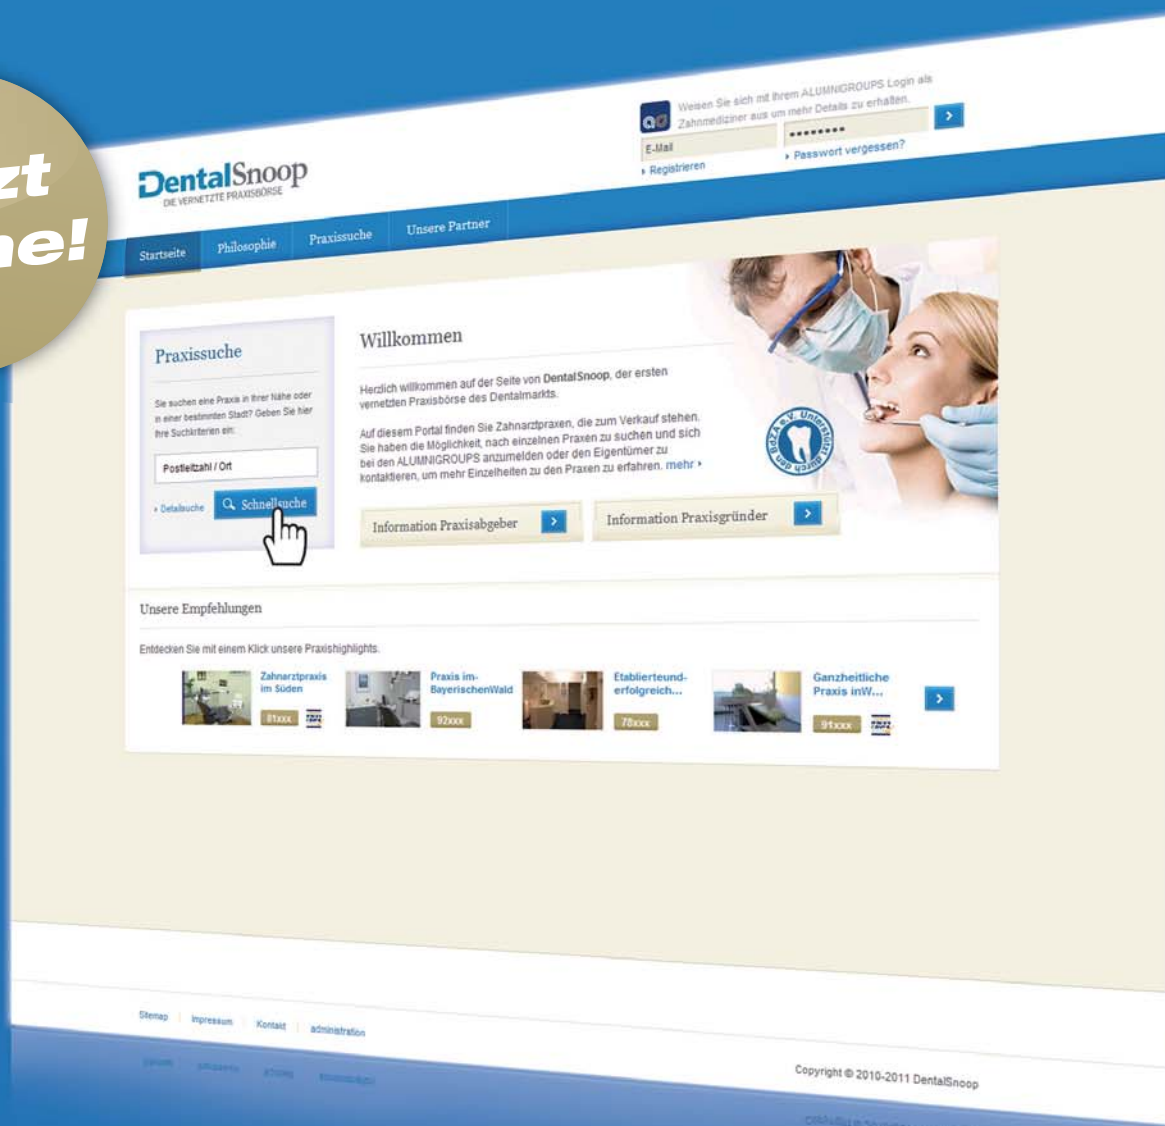 zt
ne!
DentalSnoop
DIE VERNETZTE PRAXISBÖRSE
Weisen Sie sich mit Ihrem ALUMNIGROUPS Login als
Zahnmediziner aus um mehr Details zu erhalten.
E-Mail
••••••••
Registrieren
Passwort vergessen?
Startseite
Philosophie
Praxissuche
Unsere Partner
Praxissuche
Sie suchen eine Praxis in Ihrer Nähe oder
in einer bestimmten Stadt? Geben Sie hier
Ihre Suchkriterien ein:
Postleitzahl / Ort
Detailsuche
Schnellsuche
Willkommen
Herzlich willkommen auf der Seite von DentalSnoop, der ersten
vernetzten Praxisbörse des Dentalmarkts.
Auf diesem Portal finden Sie Zahnarztpraxen, die zum Verkauf stehen.
Sie haben die Möglichkeit, nach einzelnen Praxen zu suchen und sich
bei den ALUMNIGROUPS anzumelden oder den Eigentümer zu
kontaktieren, um mehr Einzelheiten zu den Praxen zu erfahren. mehr
Unterstützt durch den BdZA e.V.
Information Praxisabgeber
Information Praxisgründer
Unsere Empfehlungen
Entdecken Sie mit einem Klick unsere Praxishighlights.
Zahnarztpraxis
im Süden
81xxx
Praxis im-
BayerischenWald
92xxx
Etablierteund-
erfolgreich...
78xxx
Ganzheitliche
Praxis inW...
91xxx
Sitemap
Impressum
Kontakt
administration
Copyright © 2010-2011 DentalSnoop